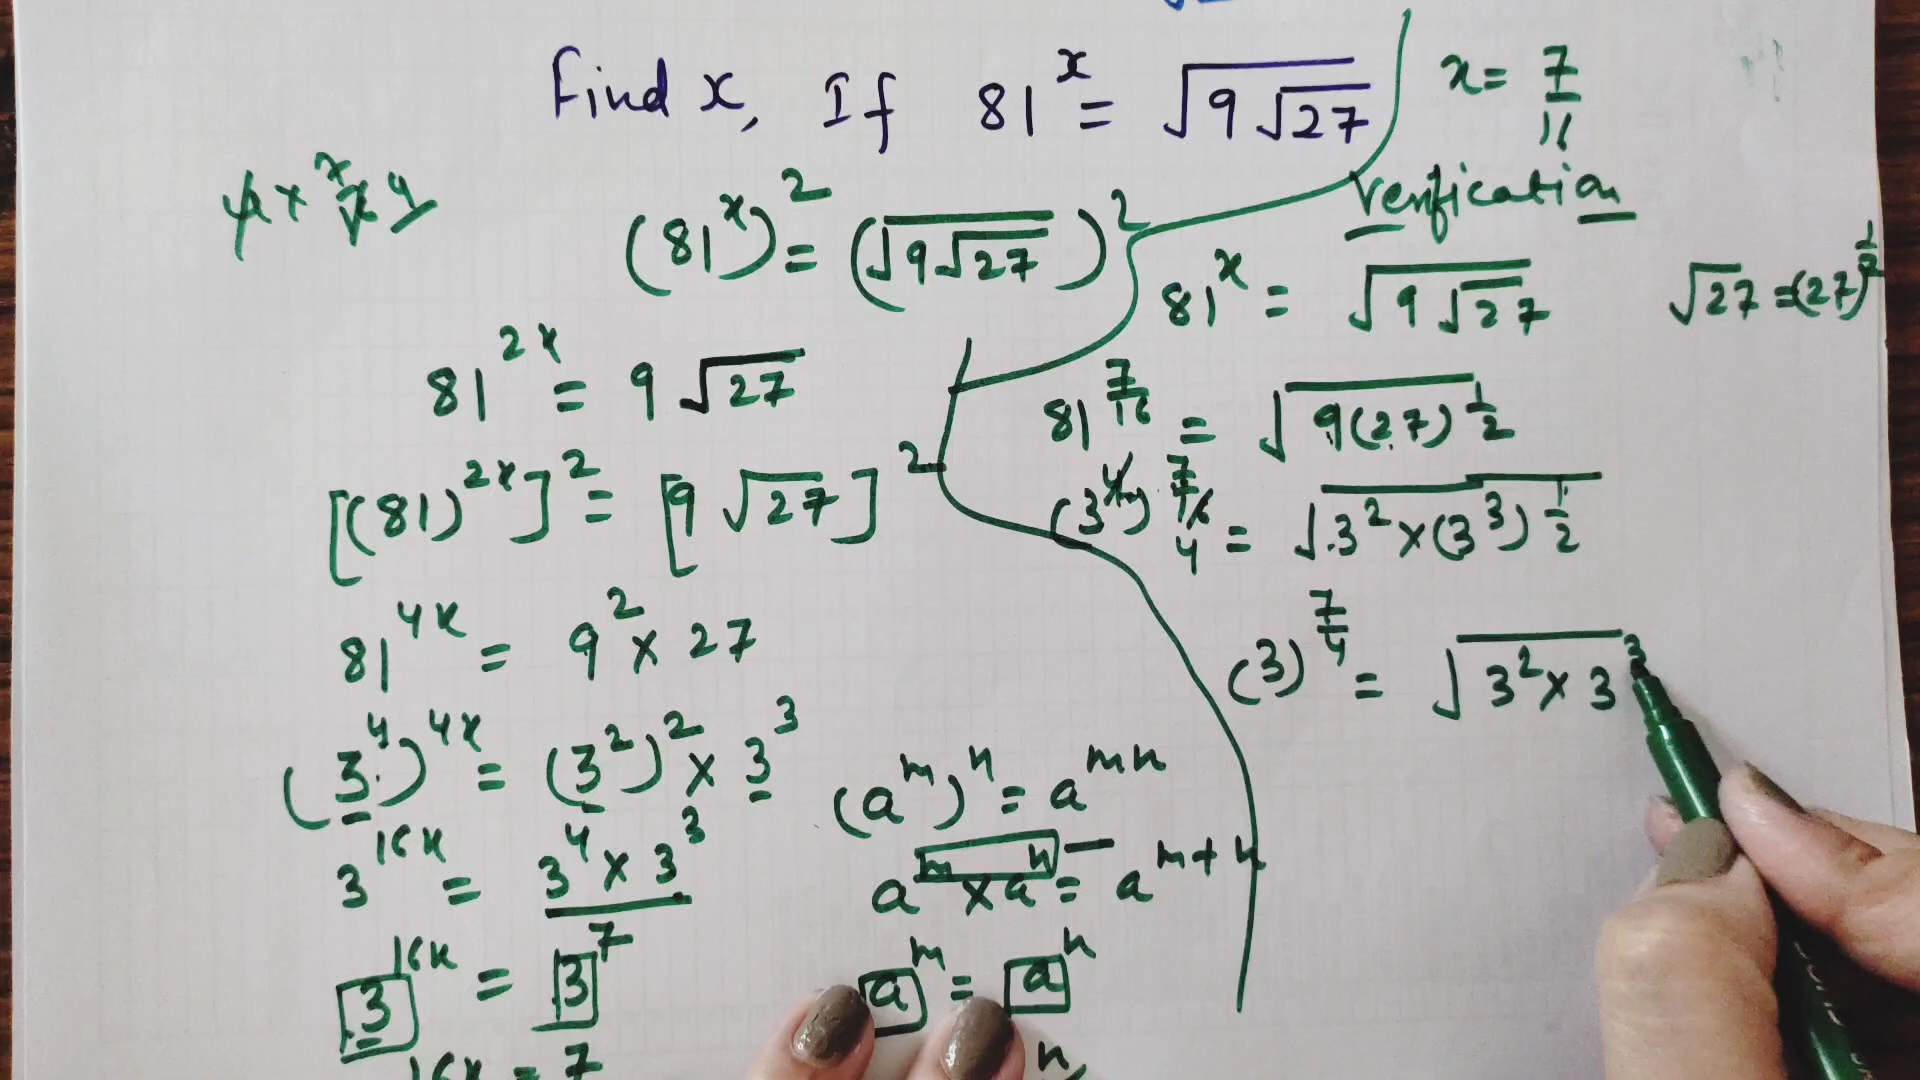 Find x, If 81^x = √(9√27)
(81^x)^2 = (√(9√27))^2
81^2x = 9√27
[(81)^2x]^2 = [9√27]^2
81^4x = 9^2 × 27
(3^4)^4x = (3^2)^2 × 3^3
3^16x = 3^4 × 3^3
3^16x = 3^7
16x = 7
(a^m)^n = a^mn
a^m × a^n = a^m+n
a^m = a^n
n
x = 7/16
Verification
81^x = √(9√27)
√27 = (27)^1/2
81^7/16 = √(9(27)^1/2)
= √(3^2 × (3^3)^1/2)
(3)^7/4 = √(3^2 × 3^3